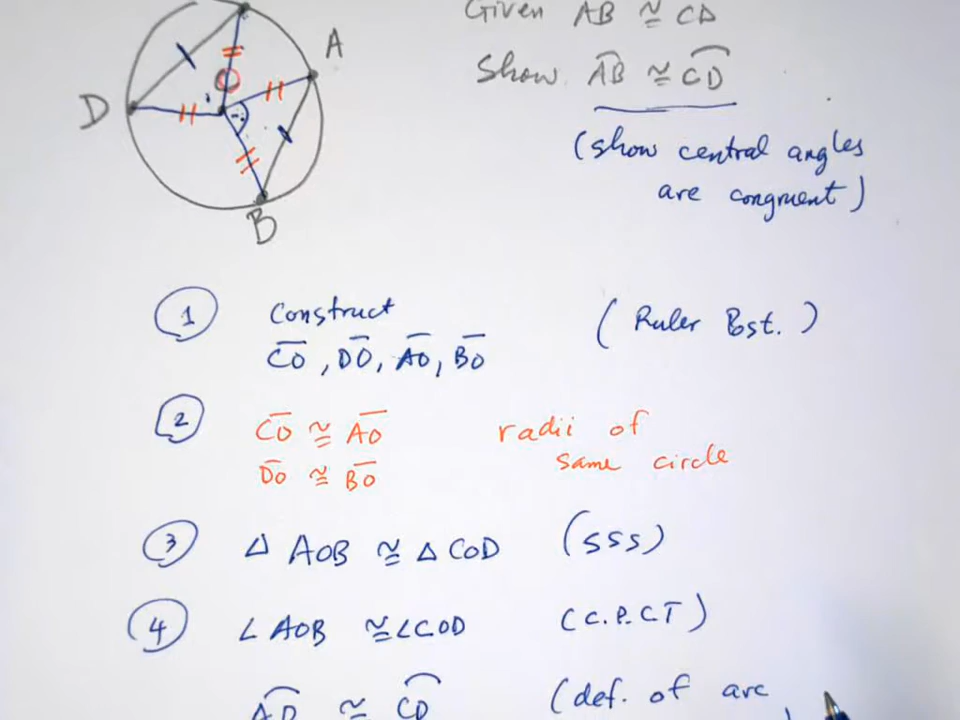 Given AB ≅ CD
A
Show AB ≅ CD
D
O
(show central angles
are congruent)
B
1 Construct (Ruler Post.)
CO, DO, AO, BO
2 CO ≅ AO radii of
DO ≅ BO same circle
3 Δ AOB ≅ Δ COD (SSS)
4 ∠ AOB ≅ ∠COD (C.P.CT)
≅ CD (def. of arc